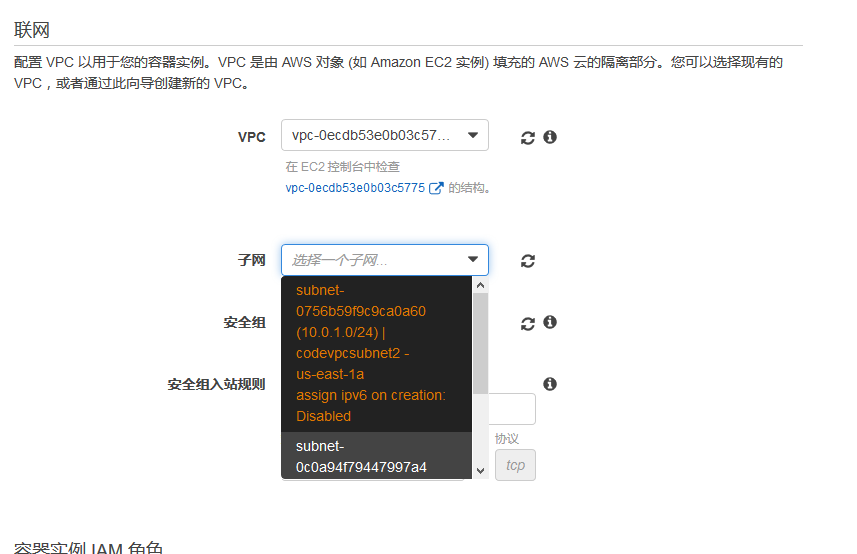 联网
配置 VPC 以用于您的容器实例。VPC 是由 AWS 对象 (如 Amazon EC2 实例) 填充的 AWS 云的隔离部分。您可以选择现有的
VPC，或者通过此向导创建新的 VPC。
VPC
vpc-0ecdb53e0b03c57...
在 EC2 控制台中检查
vpc-0ecdb53e0b03c5775 的结构。
子网
选择一个子网...
subnet-
0756b59f9c9ca0a60
(10.0.1.0/24) |
codevpcsubnet2 -
us-east-1a
assign ipv6 on creation:
Disabled
subnet-
0c0a94f79447997a4
安全组
安全组入站规则
协议
tcp
容器实例 IAM 角色